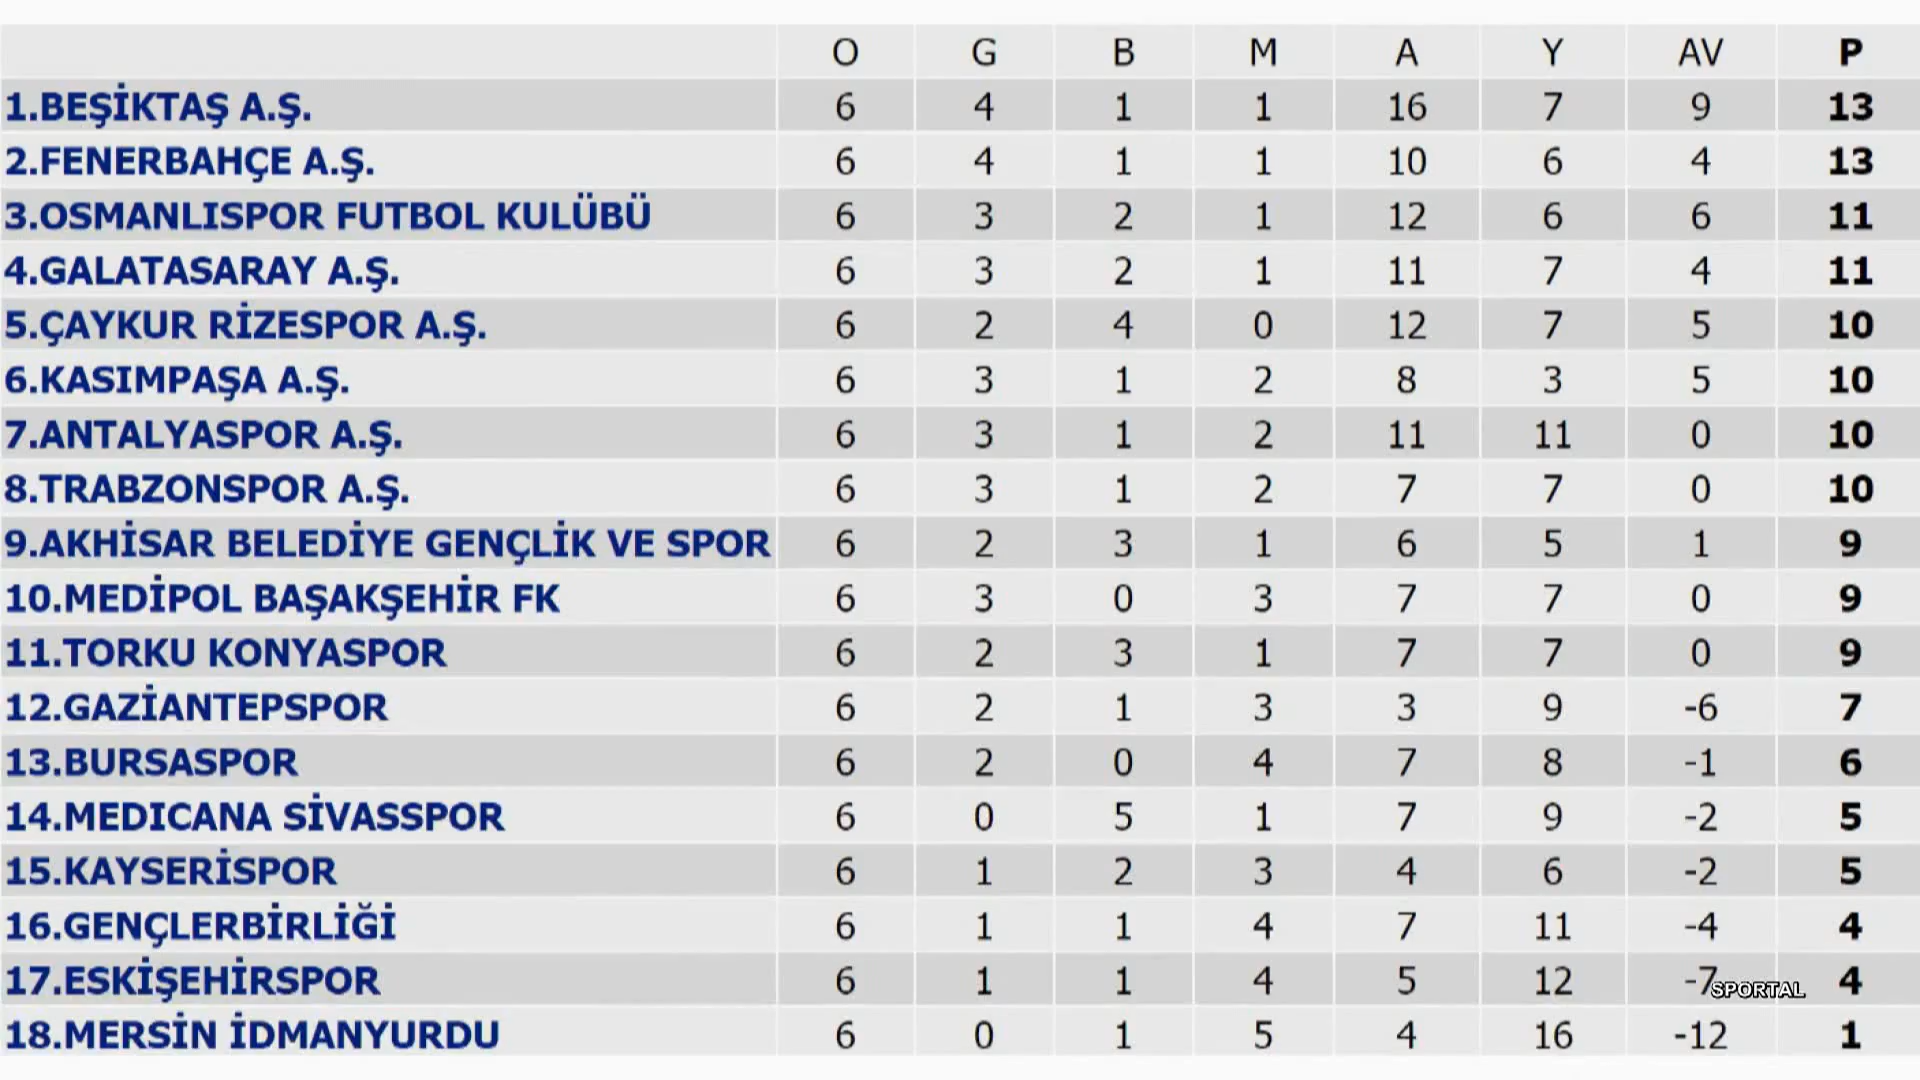 O G B M A Y AV P
1.BEŞİKTAŞ A.Ş. 6 4 1 1 16 7 9 13
2.FENERBAHÇE A.Ş. 6 4 1 1 10 6 4 13
3.OSMANLISPOR FUTBOL KULÜBÜ 6 3 2 1 12 6 6 11
4.GALATASARAY A.Ş. 6 3 2 1 11 7 4 11
5.ÇAYKUR RİZESPOR A.Ş. 6 2 4 0 12 7 5 10
6.KASIMPAŞA A.Ş. 6 3 1 2 8 3 5 10
7.ANTALYASPOR A.Ş. 6 3 1 2 11 11 0 10
8.TRABZONSPOR A.Ş. 6 3 1 2 7 7 0 10
9.AKHİSAR BELEDİYE GENÇLİK VE SPOR 6 2 3 1 6 5 1 9
10.MEDİPOL BAŞAKŞEHİR FK 6 3 0 3 7 7 0 9
11.TORKU KONYASPOR 6 2 3 1 7 7 0 9
12.GAZİANTEPSPOR 6 2 1 3 3 9 -6 7
13.BURSASPOR 6 2 0 4 7 8 -1 6
14.MEDICANA SİVASSPOR 6 0 5 1 7 9 -2 5
15.KAYSERİSPOR 6 1 2 3 4 6 -2 5
16.GENÇLERBİRLİĞİ 6 1 1 4 7 11 -4 4
17.ESKİŞEHİRSPOR 6 1 1 4 5 12 -7 4
SPORTAL
18.MERSİN İDMANYURDU 6 0 1 5 4 16 -12 1